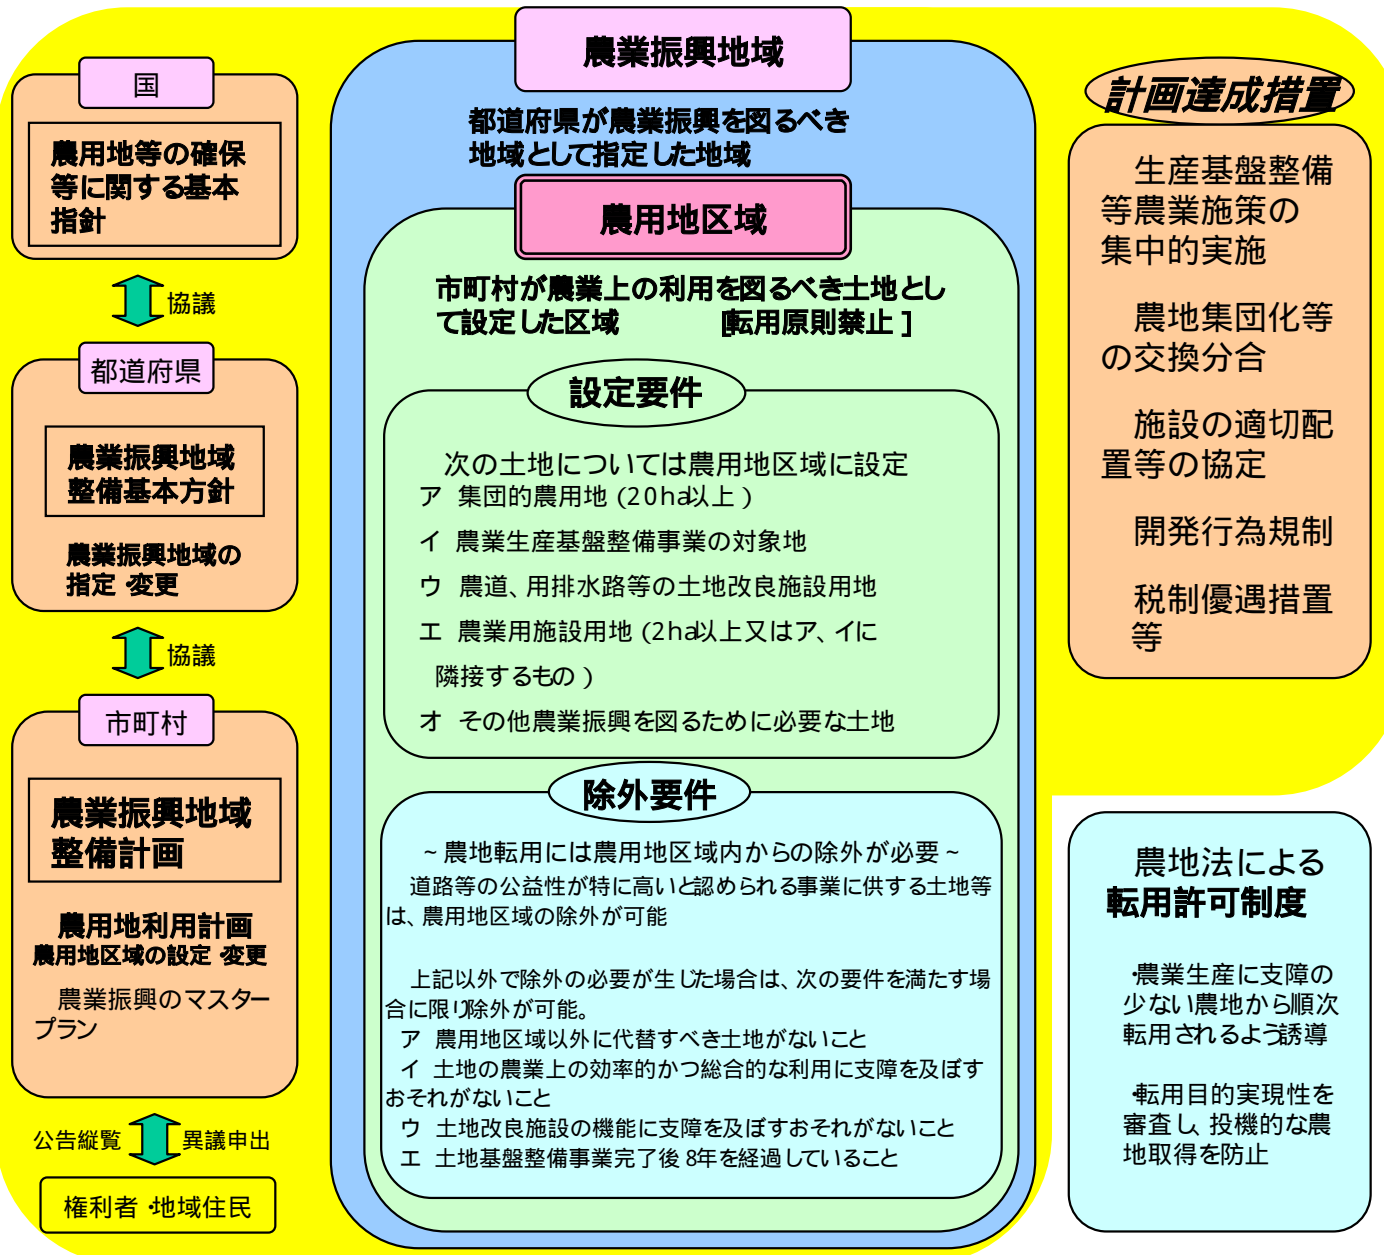 農業振興地域
都道府県が農業振興を図るべき
地域として指定した地域
国
農用地等の確保
等に関する基本
指針
協議
都道府県
農業振興地域
整備基本方針
農業振興地域の
指定・変更
協議
市町村
農業振興地域
整備計画
農用地利用計画
農用地区域の設定・変更
農業振興のマスター
プラン
公告縦覧
異議申出
権利者・地域住民
農用地区域
市町村が農業上の利用を図るべき土地とし
て設定した区域 [転用原則禁止]
設定要件
次の土地については農用地区域に設定
ア 集団的農用地(20ha以上)
イ 農業生産基盤整備事業の対象地
ウ 農道、用排水路等の土地改良施設用地
エ 農業用施設用地(2ha以上又はア、イに
隣接するもの)
オ その他農業振興を図るために必要な土地
除外要件
~農地転用には農用地区域内からの除外が必要~
道路等の公益性が特に高いと認められる事業に供する土地等
は、農用地区域の除外が可能
上記以外で除外の必要が生じた場合は、次の要件を満たす場
合に限り除外が可能。
ア 農用地区域以外に代替すべき土地がないこと
イ 土地の農業上の効率的かつ総合的な利用に支障を及ぼす
おそれがないこと
ウ 土地改良施設の機能に支障を及ぼすおそれがないこと
エ 土地基盤整備事業完了後8年を経過していること
計画達成措置
生産基盤整備
等農業施策の
集中的実施
農地集団化等
の交換分合
施設の適切配
置等の協定
開発行為規制
税制優遇措置
等
農地法による
転用許可制度
・農業生産に支障の
少ない農地から順次
転用されるよう誘導
・転用目的実現性を
審査し、投機的な農
地取得を防止